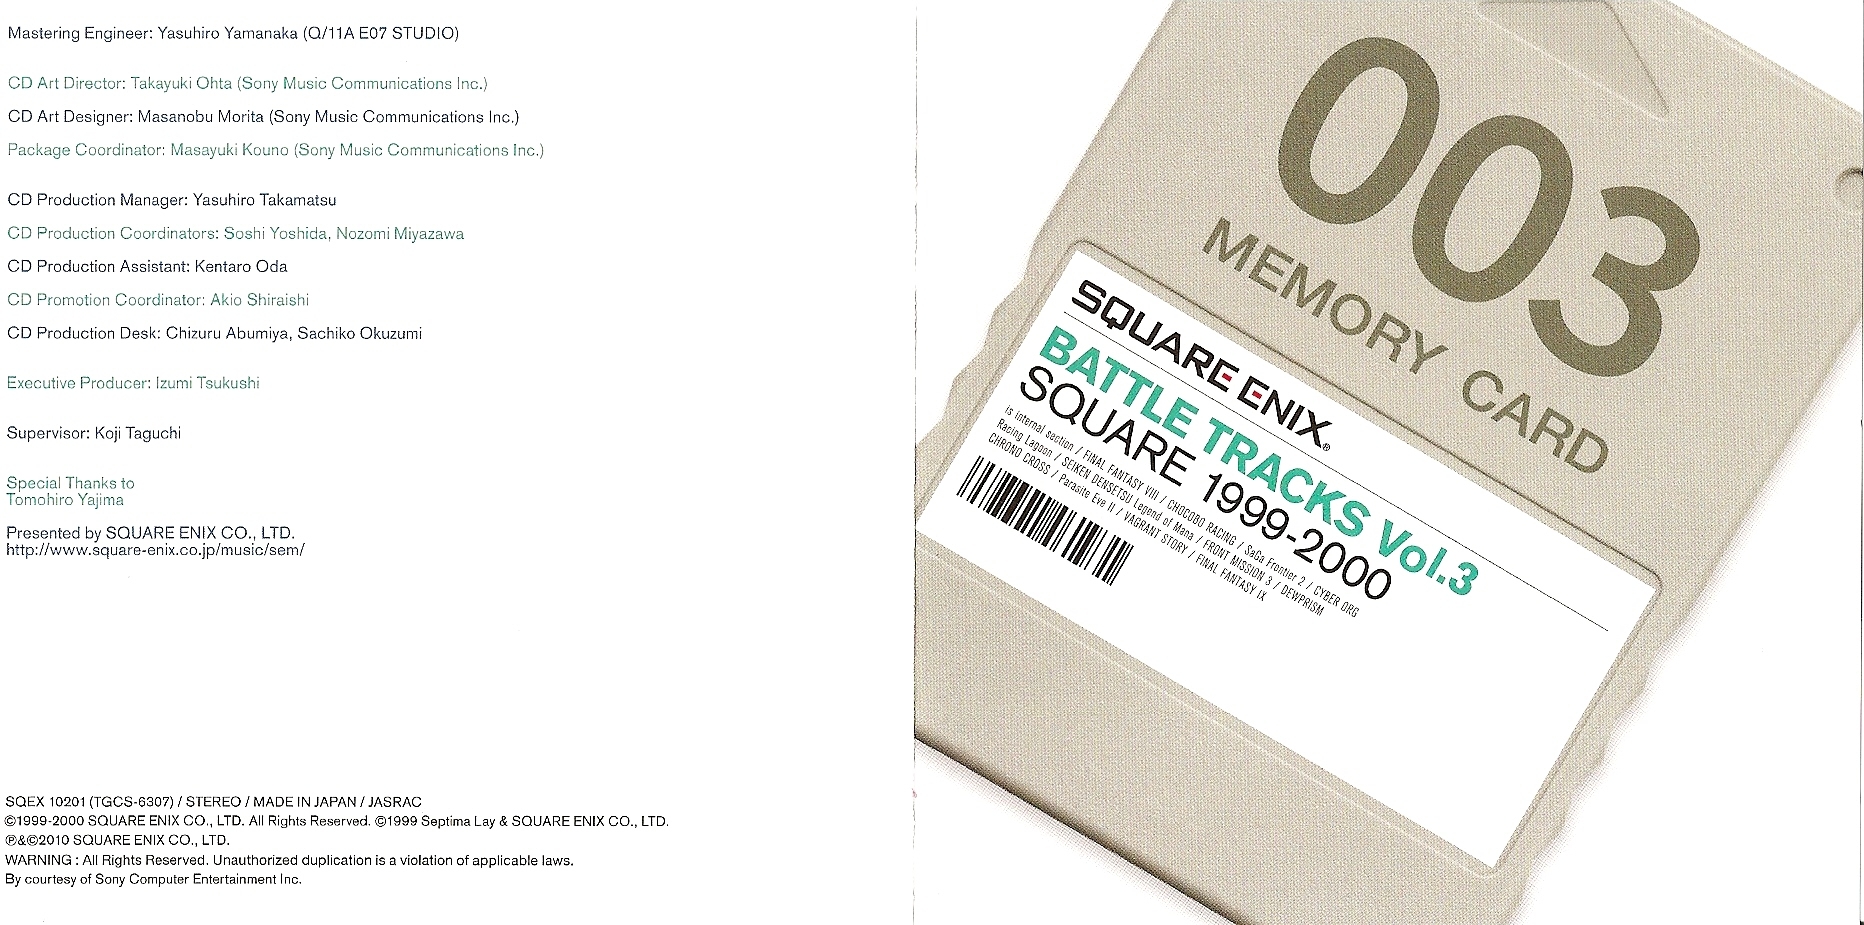 Mastering Engineer: Yasuhiro Yamanaka (Q/11A E07 STUDIO)
CD Art Director: Takayuki Ohta (Sony Music Communications Inc.)
CD Art Designer: Masanobu Morita (Sony Music Communications Inc.)
Package Coordinator: Masayuki Kouno (Sony Music Communications Inc.)
CD Production Manager: Yasuhiro Takamatsu
CD Production Coordinators: Soshi Yoshida, Nozomi Miyazawa
CD Production Assistant: Kentaro Oda
CD Promotion Coordinator: Akio Shiraishi
CD Production Desk: Chizuru Abumiya, Sachiko Okuzumi
Executive Producer: Izumi Tsukushi
Supervisor: Koji Taguchi
Special Thanks to
Tomohiro Yajima
Presented by SQUARE ENIX CO., LTD.
http://www.square-enix.co.jp/music/sem/
SQEX 10201 (TGCS-6307) / STEREO / MADE IN JAPAN / JASRAC
©1999-2000 SQUARE ENIX CO., LTD. All Rights Reserved. ©1999 Septima Lay & SQUARE ENIX CO., LTD.
℗&©2010 SQUARE ENIX CO., LTD.
WARNING : All Rights Reserved. Unauthorized duplication is a violation of applicable laws.
By courtesy of Sony Computer Entertainment Inc.
003
MEMORY CARD
SQUARE ENIX®
BATTLE TRACKS Vol.3
SQUARE 1999-2000
is internal section / FINAL FANTASY VIII / CHOCOBO RACING / SaGa Frontier 2 / CYBER ORG
Racing Lagoon / SEIKEN DENSETSU Legend of Mana / FRONT MISSION 3 / DEWPRISM
CHRONO CROSS / Parasite Eve II / VAGRANT STORY / FINAL FANTASY IX